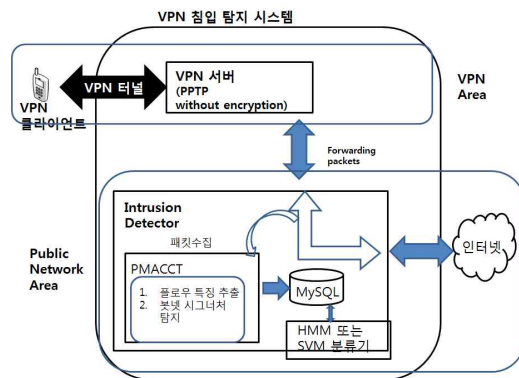 VPN 침입 탐지 시스템
VPN 터널
VPN
클라이언트
VPN 서버
(PPTP
without encryption)
VPN
Area
Forwarding
packets
Intrusion
Detector
패킷수집
Public
Network
Area
PMACCT
1. 플로우 특징 추출
2. 봇넷 시그너처
탐지
MySQL
HMM 또는
SVM 분류기
인터넷